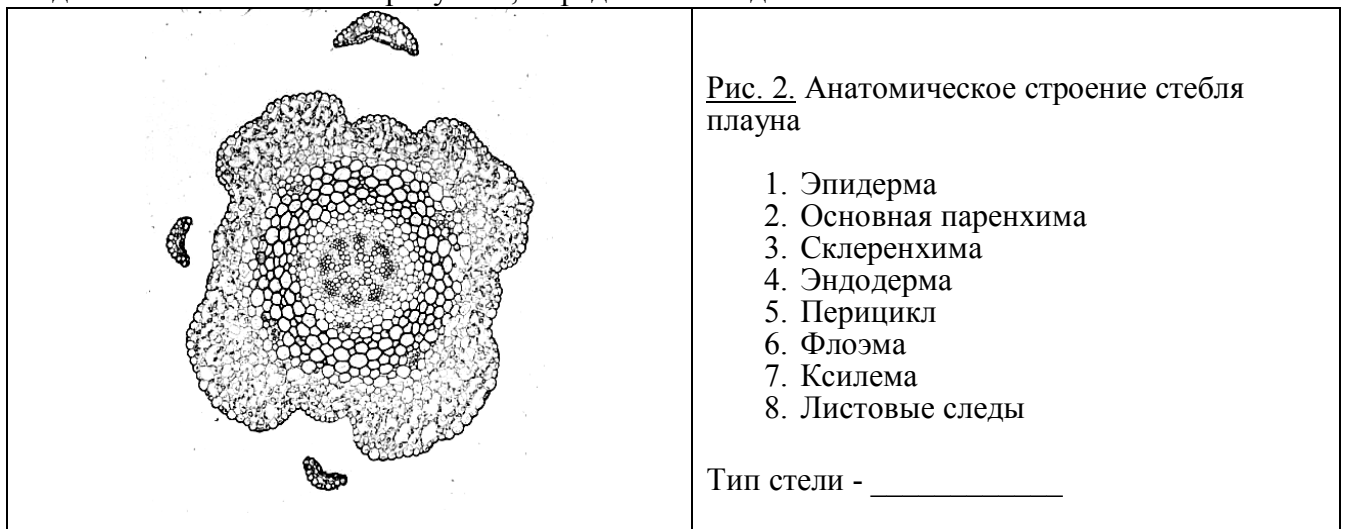 Рис. 2. Анатомическое строение стебля
плауна
1. Эпидерма
2. Основная паренхима
3. Склеренхима
4. Эндодерма
5. Перицикл
6. Флоэма
7. Ксилема
8. Листовые следы
Тип стели - ____________